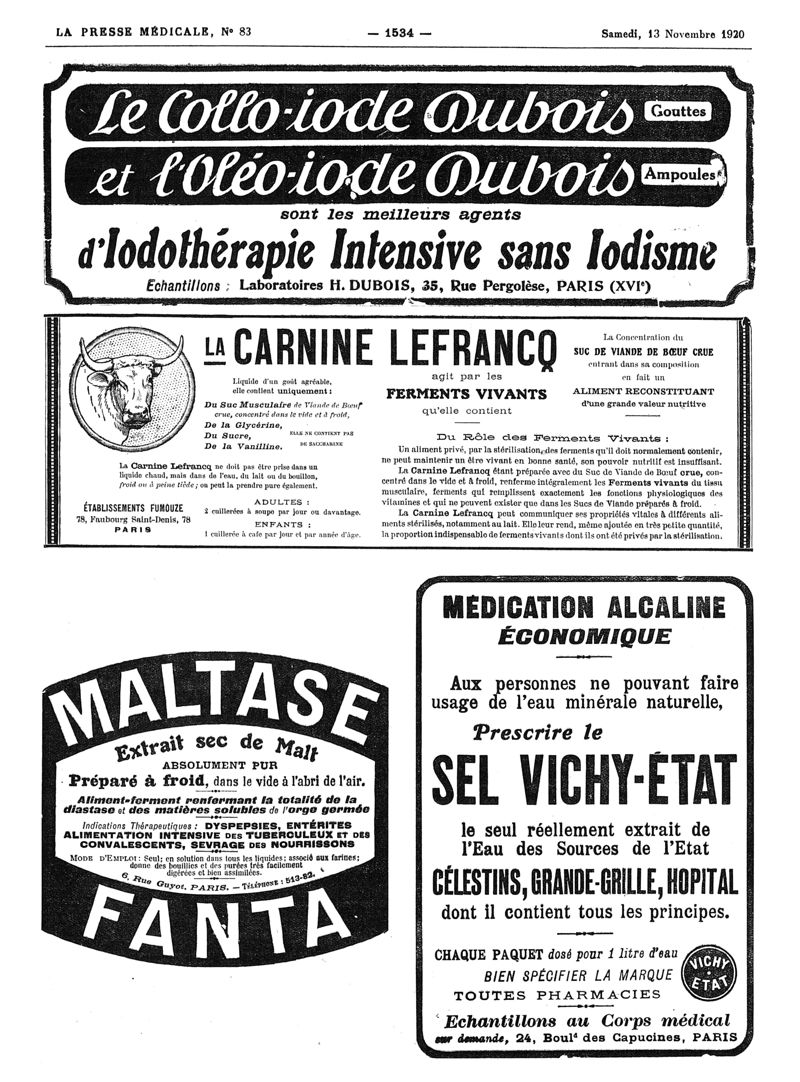 LA PRESSE MÉDICALE, N° 83
— 1534 —
Samedi, 13 Novembre 1920
Le Collo-iode Dubois Gouttes
et l'Oléo-iode Dubois Ampoules
sont les meilleurs agents
d'Iodothérapie Intensive sans Iodisme
Echantillons : Laboratoires H. DUBOIS, 35, Rue Pergolèse, PARIS (XVIe)
LA CARNINE LEFRANCQ
Liquide d'un goût agréable,
elle contient uniquement :
Du Suc Musculaire de Viande de Bœuf
crue, concentré dans le vide et à froid,
De la Glycérine,
Du Sucre,
De la Vanilline.
ELLE NE CONTIENT PAS
DE SACCHARINE
agit par les
FERMENTS VIVANTS
qu'elle contient
La Concentration du
SUC DE VIANDE DE BŒUF CRUE
entrant dans sa composition
en fait un
ALIMENT RECONSTITUANT
d'une grande valeur nutritive
La Carnine Lefrancq ne doit pas être prise dans un
liquide chaud, mais dans de l'eau, du lait ou du bouillon,
froid ou à peine tiède; on peut la prendre pure également.
ÉTABLISSEMENTS FUMOUZE
78, Faubourg Saint-Denis, 78
PARIS
ADULTES :
2 cuillerées à soupe par jour ou davantage.
ENFANTS :
1 cuillerée à café par jour et par année d'âge.
Du Rôle des Ferments Vivants :
Un aliment privé, par la stérilisation, des ferments qu'il doit normalement contenir,
ne peut maintenir un être vivant en bonne santé, son pouvoir nutritif est insuffisant.
La Carnine Lefrancq étant préparée avec du Suc de Viande de Bœuf crue, con-
centré dans le vide et à froid, renferme intégralement les Ferments vivants du tissu
musculaire, ferments qui remplissent exactement les fonctions physiologiques des
vitamines et qui ne peuvent exister que dans les Sucs de Viande préparés à froid.
La Carnine Lefrancq peut communiquer ses propriétés vitales à différents ali-
ments stérilisés, notamment au lait. Elle leur rend, même ajoutée en très petite quantité,
la proportion indispensable de ferments vivants dont ils ont été privés par la stérilisation.
MALTASE
Extrait sec de Malt
ABSOLUMENT PUR
Préparé à froid, dans le vide à l'abri de l'air.
Aliment-ferment renfermant la totalité de la
diastase et des matières solubles de l'orge germée
Indications Thérapeutiques : DYSPEPSIES, ENTÉRITES
ALIMENTATION INTENSIVE DES TUBERCULEUX ET DES
CONVALESCENTS, SEVRAGE DES NOURRISSONS
MODE D'EMPLOI: Seul; en solution dans tous les liquides; associé aux farines;
donne des bouillies et des purées très facilement
digérées et bien assimilées.
6, Rue Guyot, PARIS. — Téléphone : 513-82.
FANTA
MÉDICATION ALCALINE
ÉCONOMIQUE
Aux personnes ne pouvant faire
usage de l'eau minérale naturelle,
Prescrire le
SEL VICHY-ÉTAT
le seul réellement extrait de
l'Eau des Sources de l'Etat
CÉLESTINS, GRANDE-GRILLE, HOPITAL
dont il contient tous les principes.
CHAQUE PAQUET dosé pour 1 litre d'eau
BIEN SPÉCIFIER LA MARQUE
TOUTES PHARMACIES
VICHY
ETAT
Echantillons au Corps médical
sur demande, 24, Bould des Capucines, PARIS